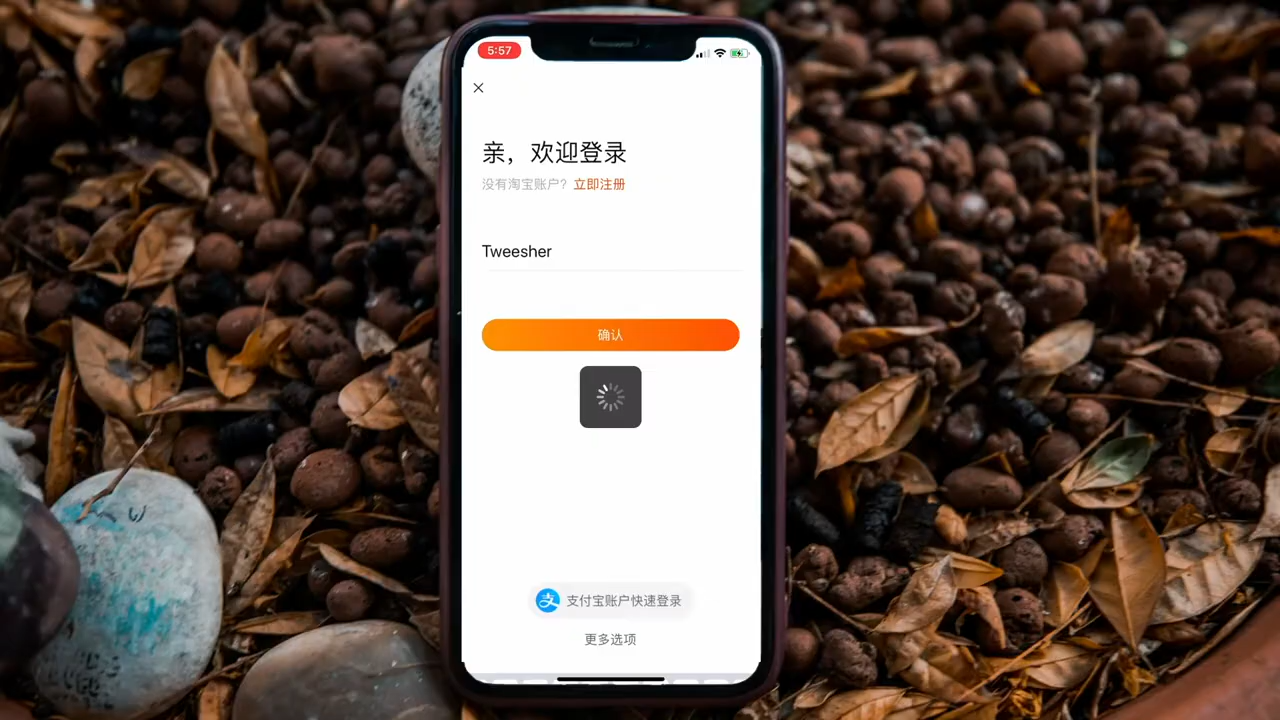 5:57
亲，欢迎登录
没有淘宝账户？立即注册
Tweesher
确认
支 支付宝账户快速登录
更多选项